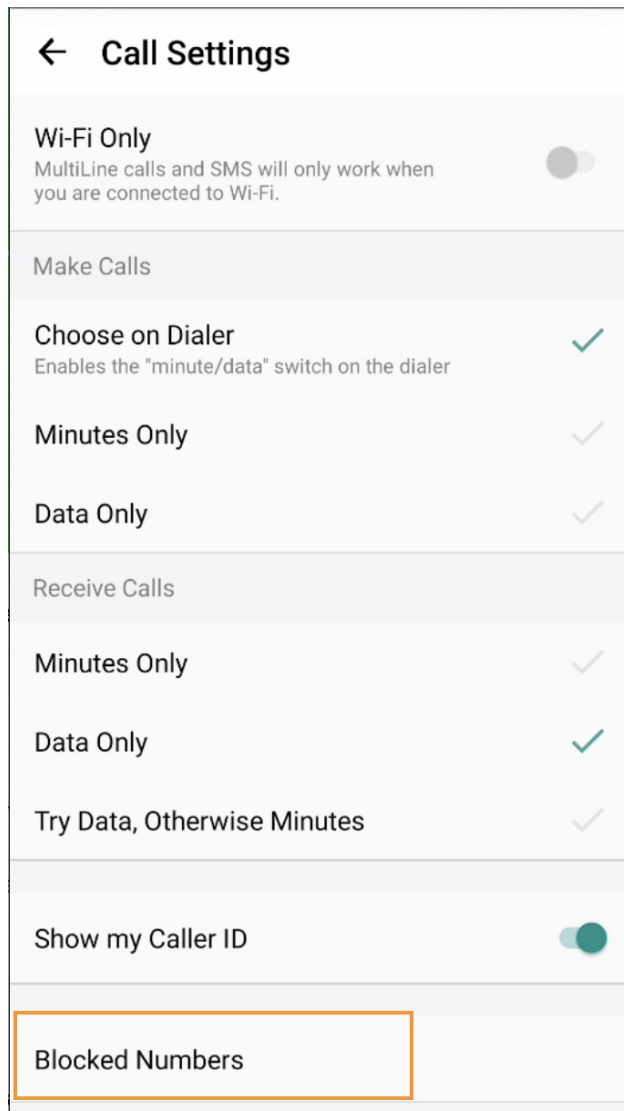 Call Settings
Wi-Fi Only
MultiLine calls and SMS will only work when
you are connected to Wi-Fi.
Make Calls
Choose on Dialer
Enables the "minute/data" switch on the dialer
Minutes Only
Data Only
Receive Calls
Minutes Only
Data Only
Try Data, Otherwise Minutes
Show my Caller ID
Blocked Numbers